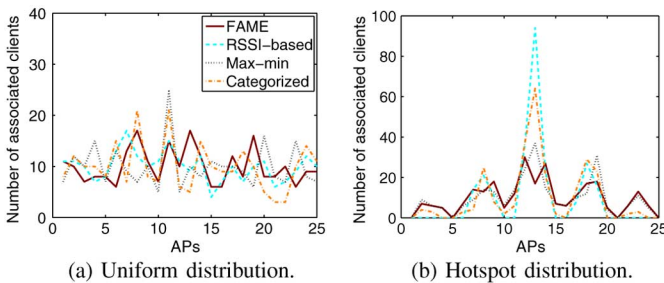 (a) Uniform distribution.
Number of associated clients
40
30
20
10
0
0
5
10
15
20
25
APs
FAME
RSSI-based
Max-min
Categorized
(b) Hotspot distribution.
Number of associated clients
100
80
60
40
20
0
0
5
10
15
20
25
APs